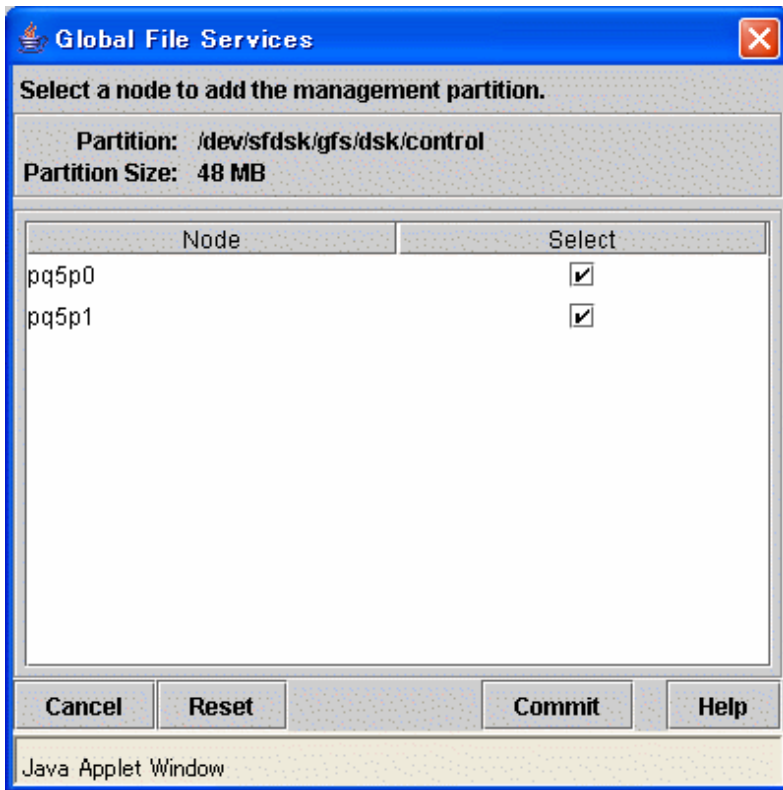 Global File Services
Select a node to add the management partition.
Partition: /dev/sfdsk/gfs/dsk/control
Partition Size: 48 MB
Node Select
pq5p0
pq5p1
Cancel Reset Commit Help
Java Applet Window